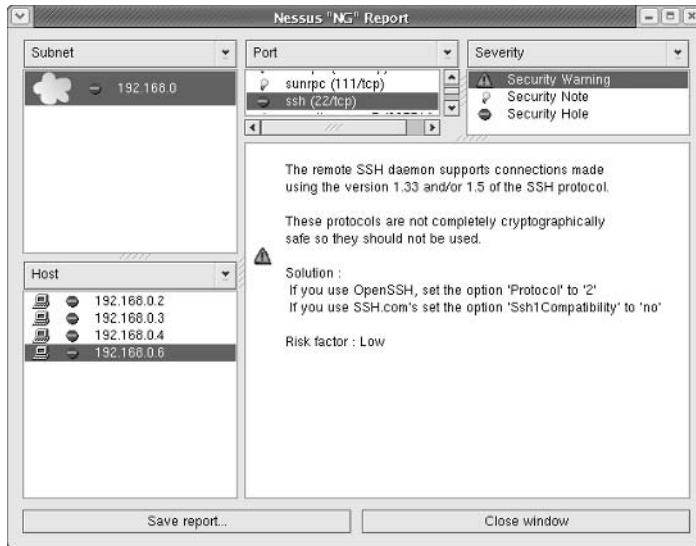 Nessus "NG" Report
Subnet
192.168.0
Port
sunrpc (111/tcp)
ssh (22/tcp)
Severity
Security Warning
Security Note
Security Hole
The remote SSH daemon supports connections made
using the version 1.33 and/or 1.5 of the SSH protocol.
These protocols are not completely cryptographically
safe so they should not be used.
Solution :
If you use OpenSSH, set the option 'Protocol' to '2'
If you use SSH.com's set the option 'Ssh1Compatibility' to 'no'
Risk factor : Low
Host
192.168.0.2
192.168.0.3
192.168.0.4
192.168.0.6
Save report...
Close window